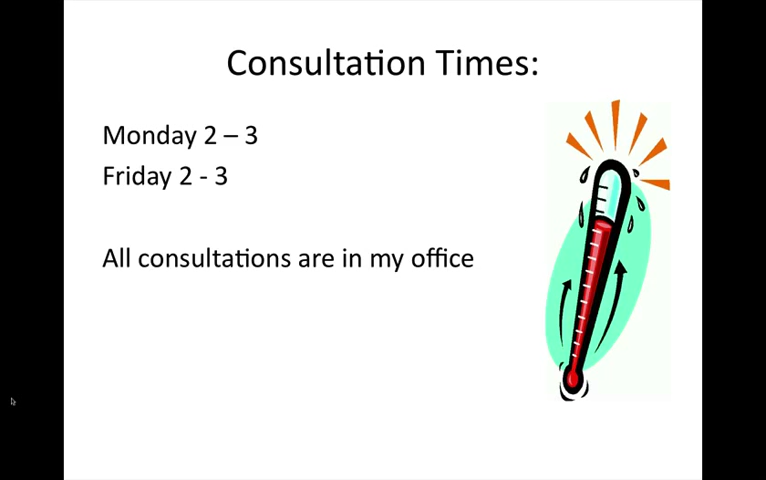 Consultation Times:
Monday 2 – 3
Friday 2 - 3
All consultations are in my office